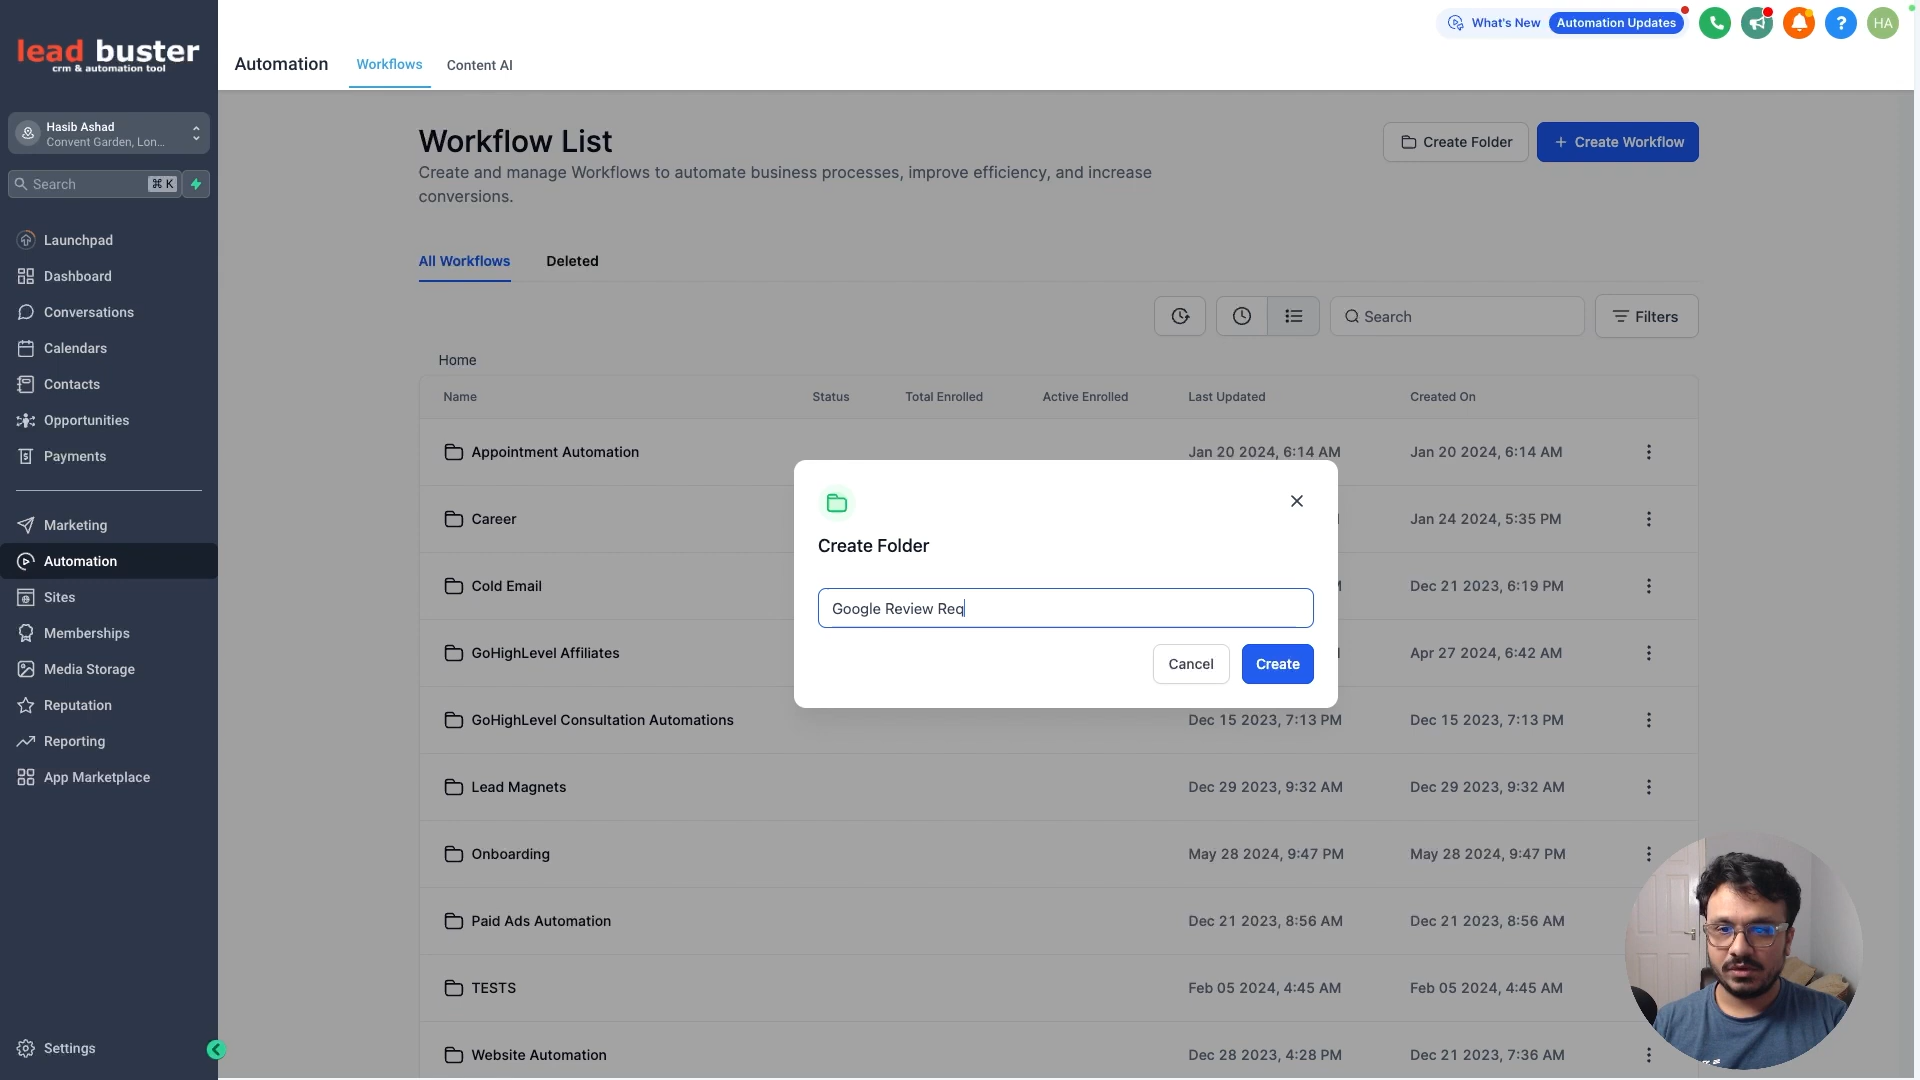 lead buster
crm & automation tool
Hasib Ashad
Convent Garden, Lon...
Search ⌘ K
Launchpad
Dashboard
Conversations
Calendars
Contacts
Opportunities
Payments
Marketing
Automation
Sites
Memberships
Media Storage
Reputation
Reporting
App Marketplace
Settings
What's New Automation Updates ? HA
Automation Workflows Content AI
Workflow List
Create and manage Workflows to automate business processes, improve efficiency, and increase
conversions.
Create Folder + Create Workflow
All Workflows Deleted
Search Filters
Home
Name Status Total Enrolled Active Enrolled Last Updated Created On
Appointment Automation Jan 20 2024, 6:14 AM Jan 20 2024, 6:14 AM
Career Jan 24 2024, 5:35 PM
Cold Email Dec 21 2023, 6:19 PM
GoHighLevel Affiliates Apr 27 2024, 6:42 AM
GoHighLevel Consultation Automations Dec 15 2023, 7:13 PM Dec 15 2023, 7:13 PM
Lead Magnets Dec 29 2023, 9:32 AM Dec 29 2023, 9:32 AM
Onboarding May 28 2024, 9:47 PM May 28 2024, 9:47 PM
Paid Ads Automation Dec 21 2023, 8:56 AM Dec 21 2023, 8:56 AM
TESTS Feb 05 2024, 4:45 AM Feb 05 2024, 4:45 AM
Website Automation Dec 28 2023, 4:28 PM Dec 21 2023, 7:36 AM
Create Folder
Google Review Req
Cancel Create